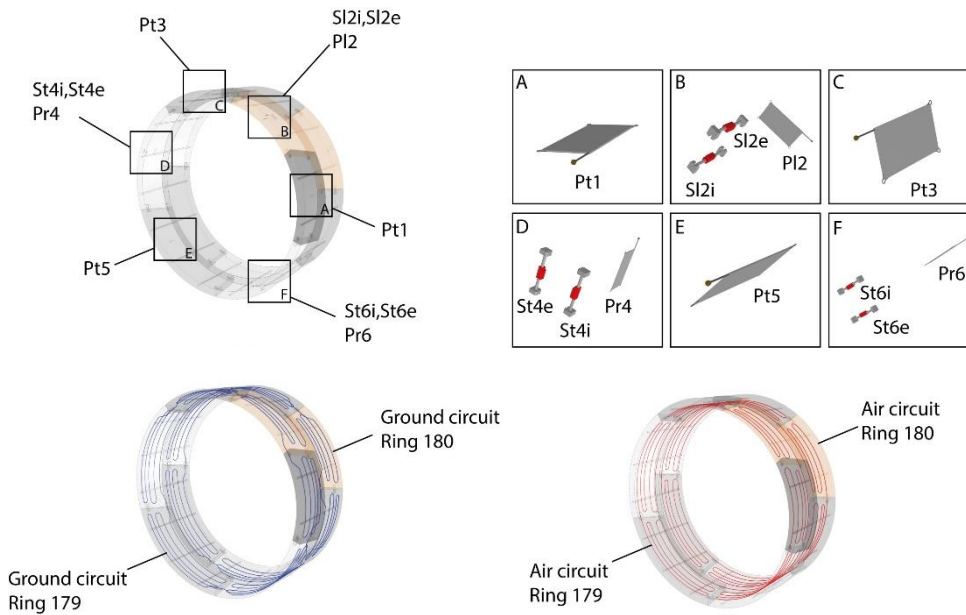 Pt3
Sl2i,Sl2e
Pl2
St4i,St4e
Pr4
C
B
D
A
Pt1
E
Pt5
F
St6i,St6e
Pr6
A
Pt1
B
Sl2e
Pl2
Sl2i
C
Pt3
D
St4e
St4i
Pr4
E
Pt5
F
Pr6
St6i
St6e
Ground circuit
Ring 180
Ground circuit
Ring 179
Air circuit
Ring 180
Air circuit
Ring 179